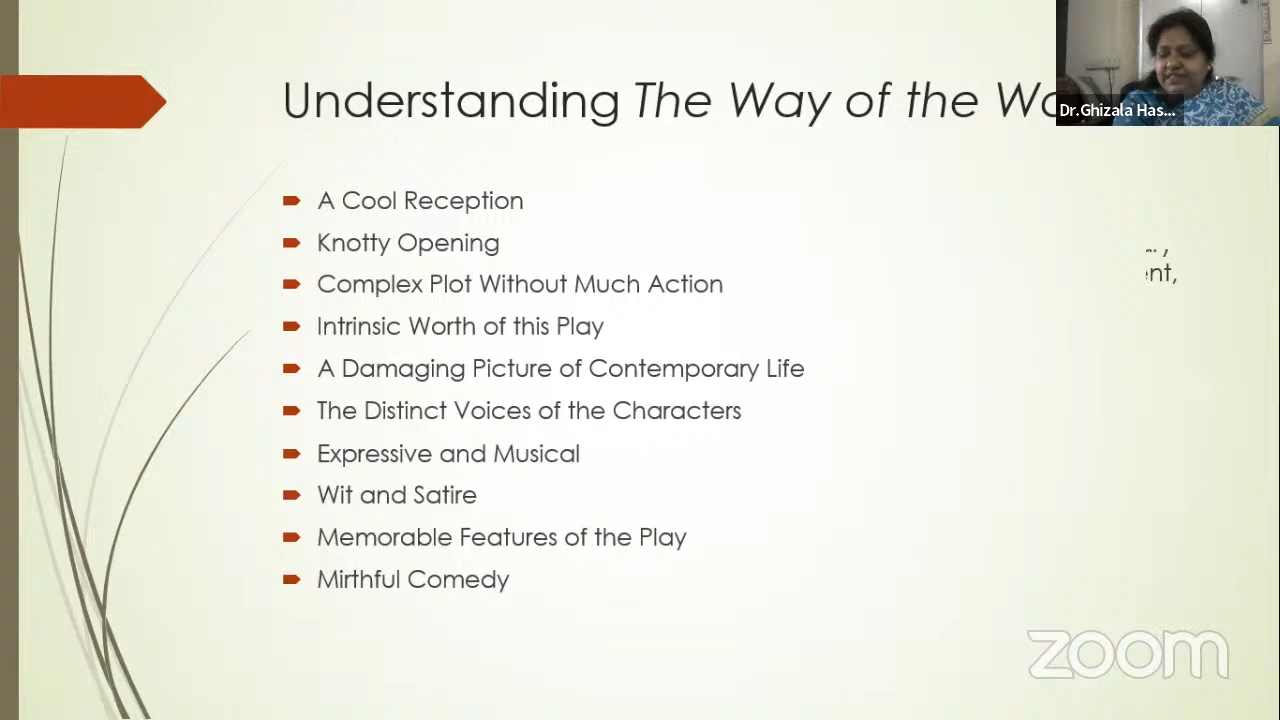 Understanding The Way of the Wo
Dr.Ghizala Has...
A Cool Reception
Knotty Opening
Complex Plot Without Much Action
Intrinsic Worth of this Play
A Damaging Picture of Contemporary Life
The Distinct Voices of the Characters
Expressive and Musical
Wit and Satire
Memorable Features of the Play
Mirthful Comedy
zoom